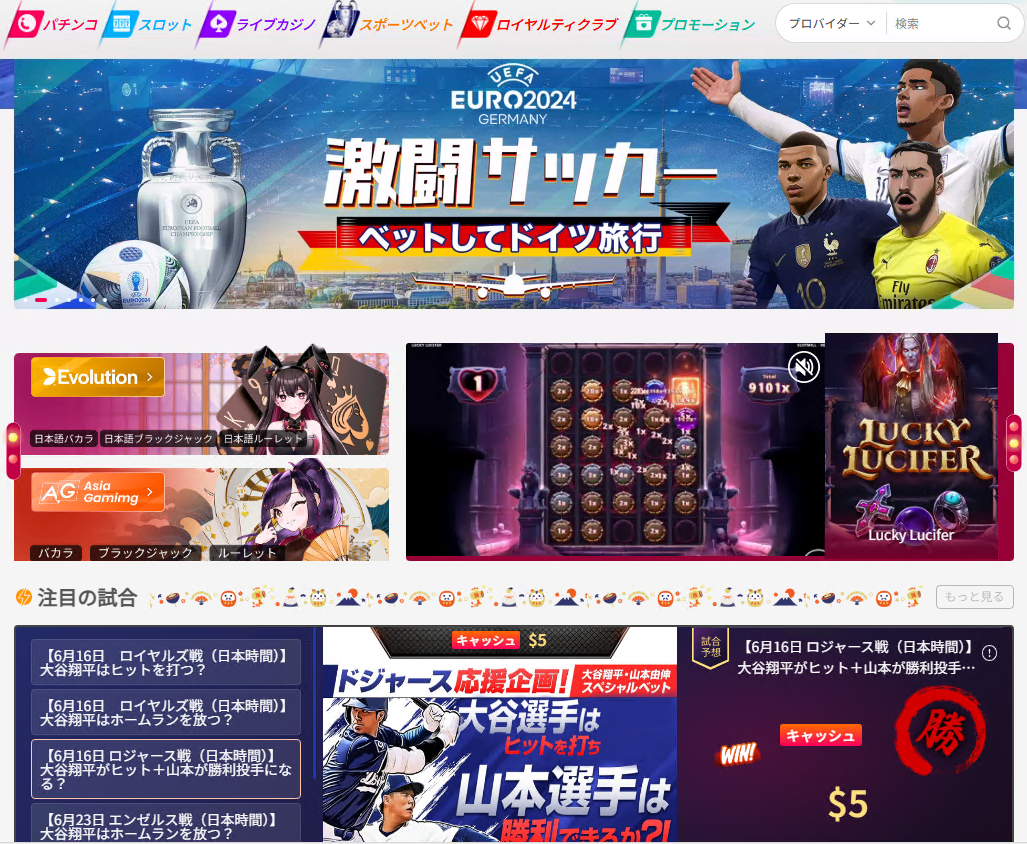 パチンコ
スロット
ライブカジノ
スポーツベット
ロイヤルティクラブ
プロモーション
プロバイダー
検索
UEFA
EURO2024
GERMANY
激闘サッカー
ベットしてドイツ旅行
UEFA
EUROPEAN FOOTBALL
CHAMPIONSHIP
EURO2024
10
Fly
Emirates
Evolution
日本語バカラ
日本語ブラックジャック
日本語ルーレット
AG Asia
Gaming
バカラ
ブラックジャック
ルーレット
LUCKY LUCIFER
1
Total
9101x
LUCKY
LUCIFER
Lucky Lucifer
注目の試合
もっと見る
【6月16日　ロイヤルズ戦（日本時間）】
大谷翔平はヒットを打つ？
【6月16日　ロイヤルズ戦（日本時間）】
大谷翔平はホームランを放つ？
【6月16日 ロジャース戦（日本時間）】
大谷翔平がヒット＋山本が勝利投手にな
る？
【6月23日 エンゼルス戦（日本時間）】
大谷翔平はホームランを放つ？
キャッシュ $5
ドジャース応援企画!
大谷翔平・山本由伸
スペシャルベット
大谷選手は
ヒットを打ち
山本選手は
勝利できるか?!
試合
予想
【6月16日 ロジャース戦（日本時間）】
大谷翔平がヒット＋山本が勝利投手…
WIN!
キャッシュ
勝
$5